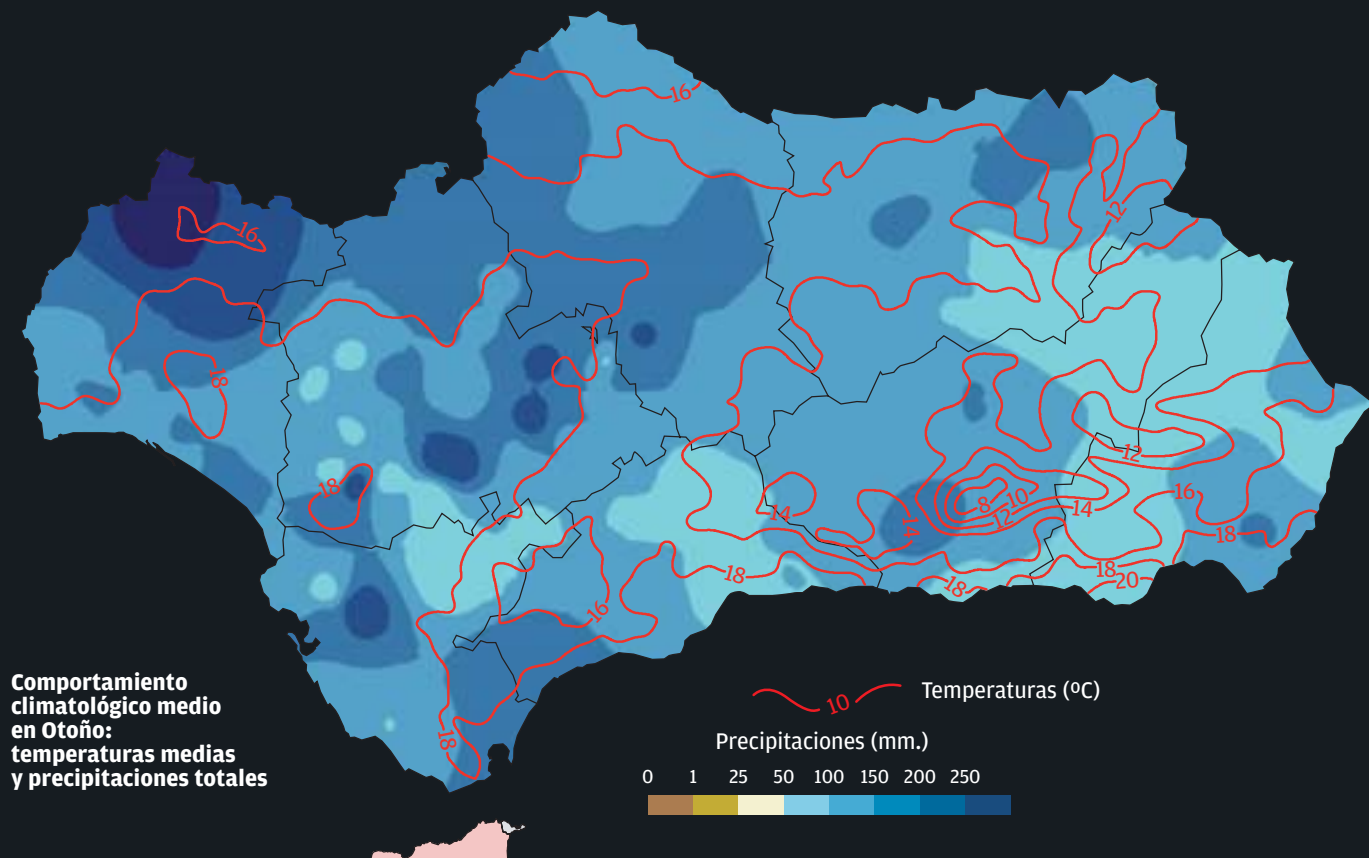 16
16
12
18
12
18
8
10
12
14
14
14
16
18
18
18
18
20
16
18
Comportamiento
climatológico medio
en Otoño:
temperaturas medias
y precipitaciones totales
10
Temperaturas (ºC)
Precipitaciones (mm.)
0 1 25 50 100 150 200 250